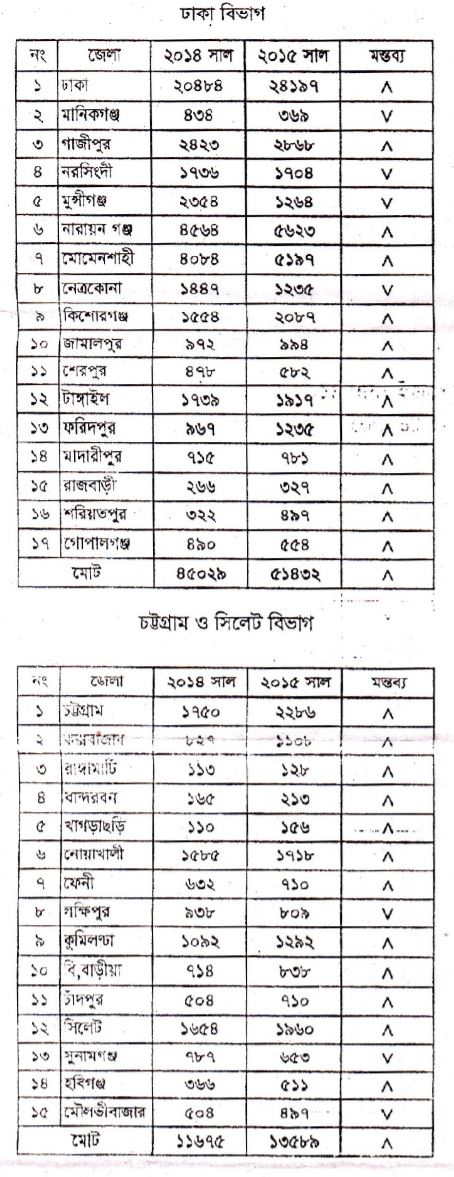 ঢাকা বিভাগ
নং জেলা ২০১৪ সাল ২০১৫ সাল মন্তব্য
১ ঢাকা ২০৪৮৪ ২৪১৯৭ ʌ
২ মানিকগঞ্জ ৪৩৪ ৩৬৯ v
৩ গাজীপুর ২৪২৩ ২৮৬৮ ʌ
৪ নরসিংদী ১৭৩৬ ১৭০৪ v
৫ মুন্সীগঞ্জ ২৩৫৪ ১২৬৪ v
৬ নারায়ন গঞ্জ ৪৫৬৪ ৫৬২৩ ʌ
৭ মোমেনশাহী ৪০৮৪ ৫১৯৭ ʌ
৮ নেত্রকোনা ১৪৪৭ ১২৩৫ v
৯ কিশোরগঞ্জ ১৫৫৪ ২০৮৭ ʌ
১০ জামালপুর ৯৭২ ৯৯৪ ʌ
১১ শেরপুর ৪৭৮ ৫৮২ ʌ
১২ টাঙ্গাইল ১৭৩৯ ১৯১৭ ʌ
১৩ ফরিদপুর ৯৬৭ ১২৩৫ ʌ
১৪ মাদারীপুর ৭১৫ ৭৮১ ʌ
১৫ রাজবাড়ী ২৬৬ ৩২৭ ʌ
১৬ শরিয়তপুর ৩২২ ৪৯৭ ʌ
১৭ গোপালগঞ্জ ৪৯০ ৫৫৪ ʌ
মোট ৪৫০২৯ ৫১৪৩২ ʌ
চট্টগ্রাম ও সিলেট বিভাগ
নং জেলা ২০১৪ সাল ২০১৫ সাল মন্তব্য
১ চট্টগ্রাম ১৭৫০ ২২৮৬ ʌ
২ কক্সবাজার ৮২৭ ১১০৯ ʌ
৩ রাঙ্গামাটি ১১৩ ১২৮ ʌ
৪ বান্দরবন ১৬৫ ২১৩ ʌ
৫ খাগড়াছড়ি ১১০ ১৫৬ ʌ
৬ নোয়াখালী ১৫৮৫ ১৭১৮ ʌ
৭ ফেনী ৬৩২ ৭১০ ʌ
৮ লক্ষিপুর ৯৩৮ ৮০৯ v
৯ কুমিলণ্ডা ১০৯২ ১২৯২ ʌ
১০ বি,বাড়ীয়া ৭১৪ ৮৩৮ ʌ
১১ চাঁদপুর ৫০৪ ৭১০ ʌ
১২ সিলেট ১৬৫৪ ১৯৬০ ʌ
১৩ সুনামগঞ্জ ৭৮৭ ৬৫৩ v
১৪ হবিগঞ্জ ৩৬৬ ৫১১ ʌ
১৫ মৌলভীবাজার ৫০৪ ৪৯৭ v
মোট ১১৬৭৫ ১৩৫৮৯ ʌ